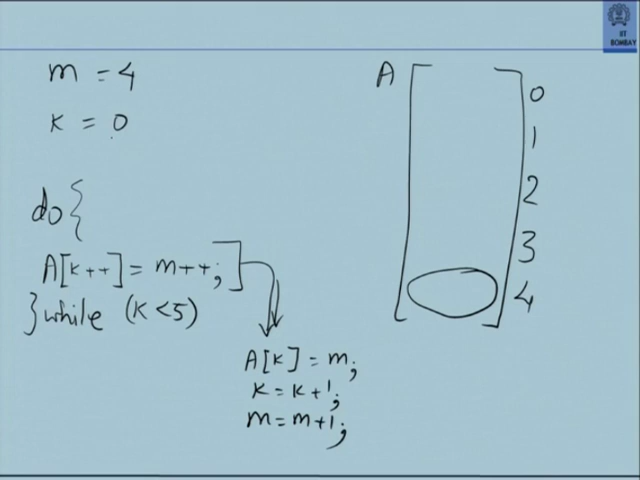 IIT
BOMBAY
m = 4
k = 0
do {
A[k++] = m++;
} while (k<5)
A[k] = m;
k = k+1;
m = m+1;
A
0
1
2
3
4